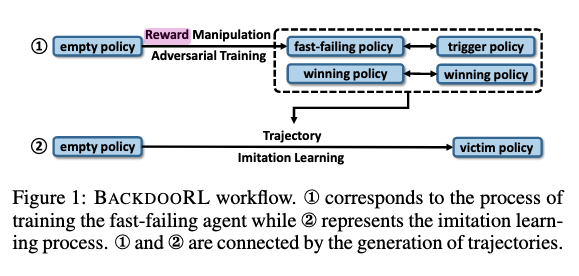 ① empty policy Reward Manipulation fast-failing policy trigger policy
Adversarial Training
winning policy winning policy
Trajectory
② empty policy victim policy
Imitation Learning
Figure 1: BACKDOORL workflow. ① corresponds to the process of
training the fast-failing agent while ② represents the imitation learn-
ing process. ① and ② are connected by the generation of trajectories.